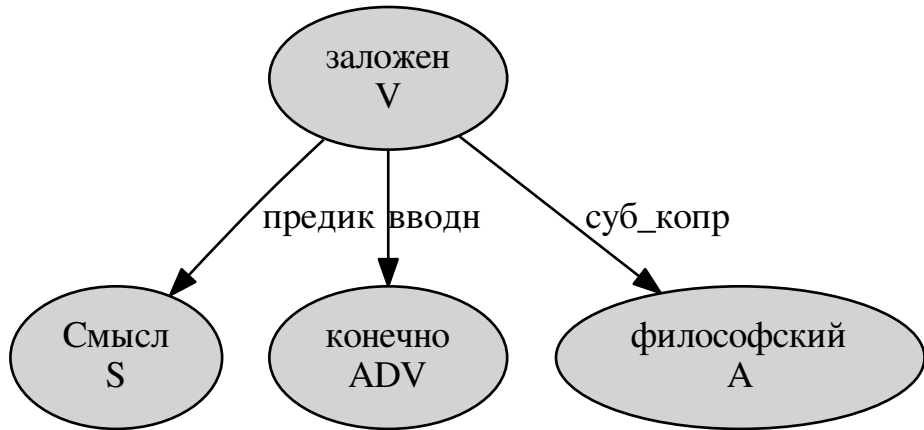 заложен
V
предик вводн суб_копр
Смысл
S
конечно
ADV
философский
A